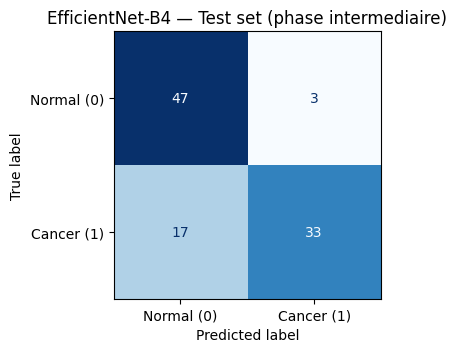 EfficientNet-B4 — Test set (phase intermediaire)
Normal (0)
47
3
True label
Cancer (1)
17
33
Normal (0)
Cancer (1)
Predicted label